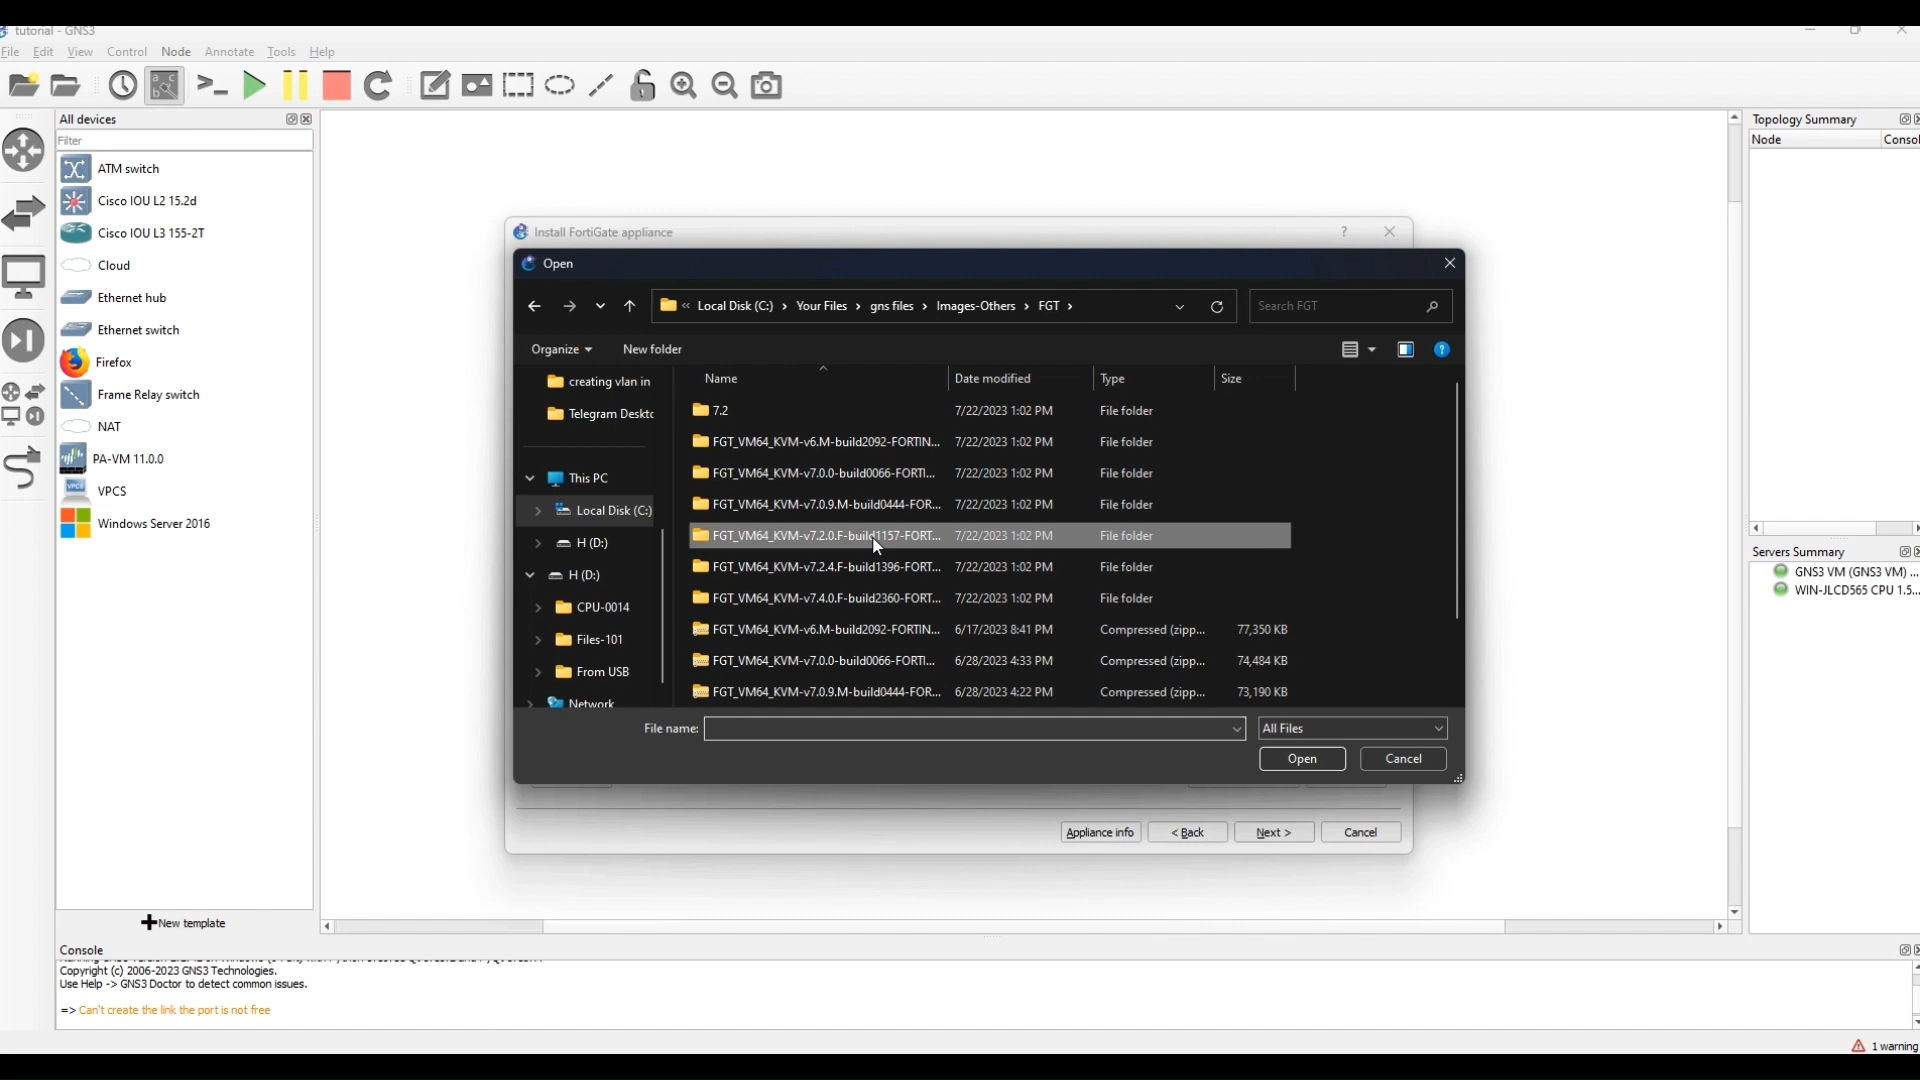 tutorial - GNS3
File Edit View Control Node Annotate Tools Help
All devices
Filter
ATM switch
Cisco IOU L2 15.2d
Cisco IOU L3 155-2T
Cloud
Ethernet hub
Ethernet switch
Firefox
Frame Relay switch
NAT
PA-VM 11.0.0
VPCS
Windows Server 2016
New template
Install FortiGate appliance
Open
Local Disk (C:) › Your Files › gns files › Images-Others › FGT ›
Search FGT
Organize
New folder
creating vlan in
Telegram Deskto
This PC
Local Disk (C:)
H (D:)
H (D:)
CPU-0014
Files-101
From USB
Network
Name Date modified Type Size
7.2 7/22/2023 1:02 PM File folder
FGT_VM64_KVM-v6.M-build2092-FORTIN... 7/22/2023 1:02 PM File folder
FGT_VM64_KVM-v7.0.0-build0066-FORTI... 7/22/2023 1:02 PM File folder
FGT_VM64_KVM-v7.0.9.M-build0444-FOR... 7/22/2023 1:02 PM File folder
FGT_VM64_KVM-v7.2.0.F-build1157-FORT... 7/22/2023 1:02 PM File folder
FGT_VM64_KVM-v7.2.4.F-build1396-FORT... 7/22/2023 1:02 PM File folder
FGT_VM64_KVM-v7.4.0.F-build2360-FORT... 7/22/2023 1:02 PM File folder
FGT_VM64_KVM-v6.M-build2092-FORTIN... 6/17/2023 8:41 PM Compressed (zipp... 77,350 KB
FGT_VM64_KVM-v7.0.0-build0066-FORTI... 6/28/2023 4:33 PM Compressed (zipp... 74,484 KB
FGT_VM64_KVM-v7.0.9.M-build0444-FOR... 6/28/2023 4:22 PM Compressed (zipp... 73,190 KB
File name:
All Files
Open
Cancel
Appliance info
< Back
Next >
Cancel
Topology Summary
Node Consol
Servers Summary
GNS3 VM (GNS3 VM) ...
WIN-JLCD565 CPU 1.5...
Console
Copyright (c) 2006-2023 GNS3 Technologies.
Use Help -> GNS3 Doctor to detect common issues.
=> Can't create the link the port is not free
1 warning